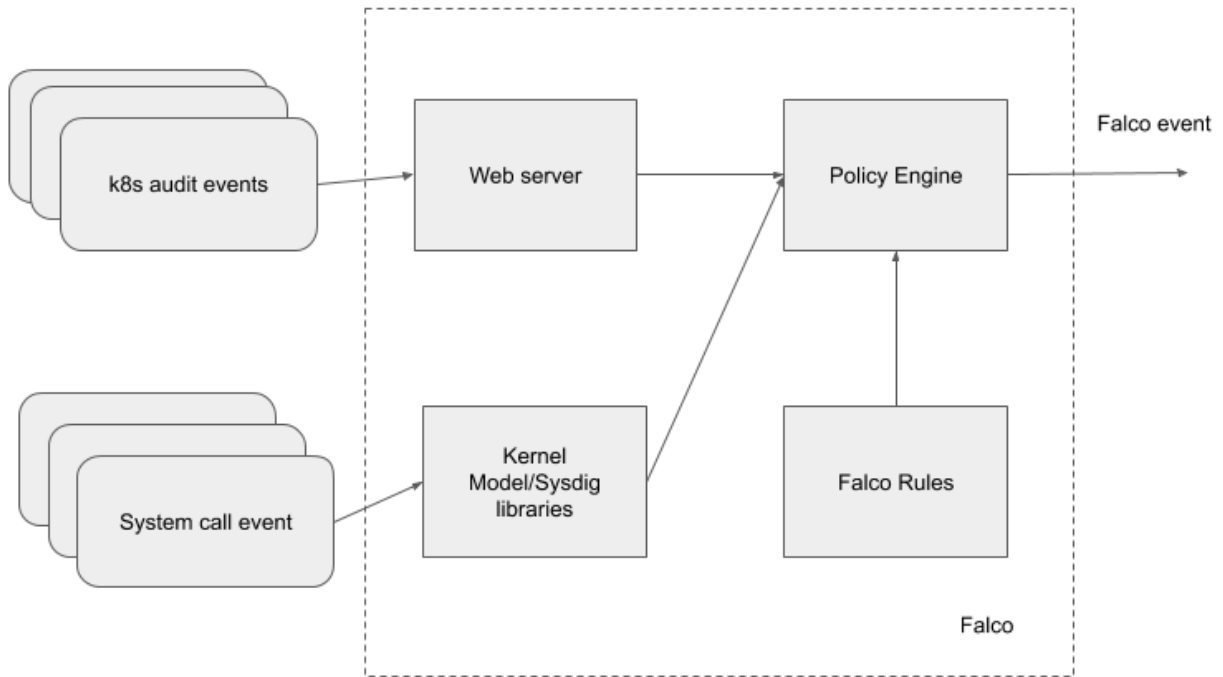 Falco event
k8s audit events
Web server
Policy Engine
Kernel
Model/Sysdig
libraries
Falco Rules
System call event
Falco